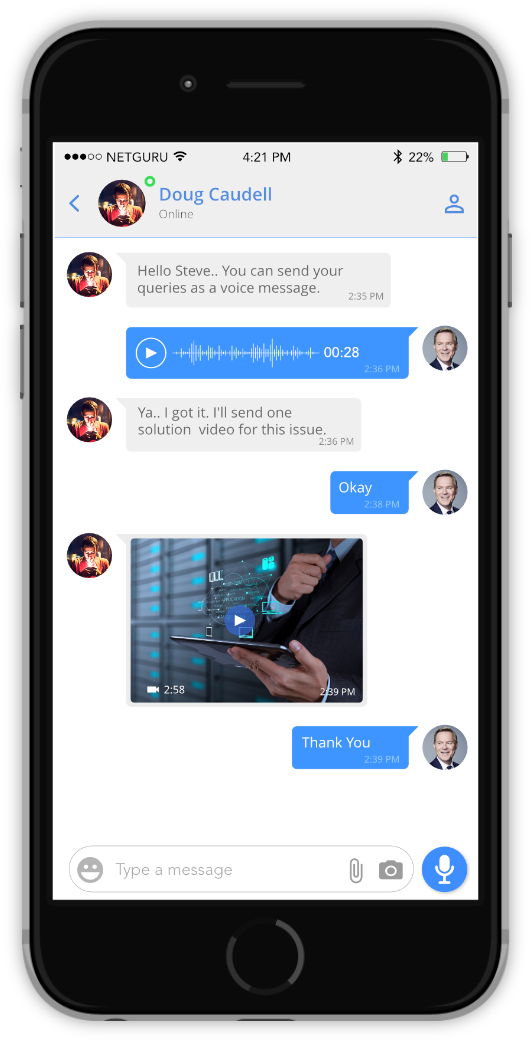 NETGURU 4:21 PM 22%
Doug Caudell
Online
Hello Steve.. You can send your
queries as a voice message.
2:35 PM
00:28
2:36 PM
Ya.. I got it. I'll send one
solution video for this issue.
2:36 PM
Okay
2:38 PM
2:58 2:39 PM
Thank You
2:39 PM
Type a message